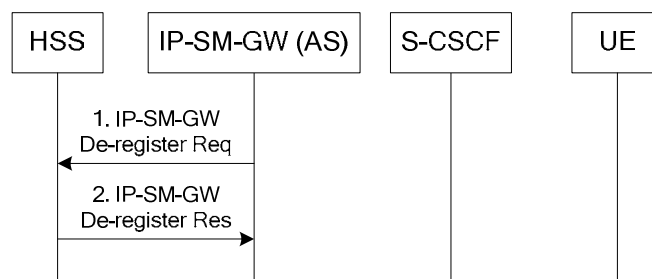 HSS
IP-SM-GW (AS)
S-CSCF
UE
1. IP-SM-GW
De-register Req
2. IP-SM-GW
De-register Res